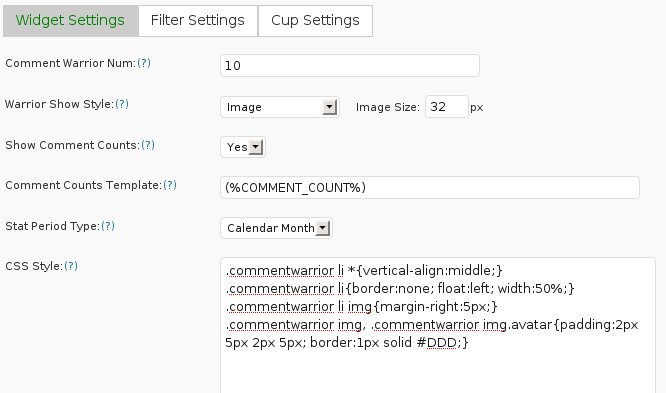 Widget Settings Filter Settings Cup Settings
Comment Warrior Num:(?) 10
Warrior Show Style:(?) Image Image Size: 32 px
Show Comment Counts:(?) Yes
Comment Counts Template:(?) (%COMMENT_COUNT%)
Stat Period Type:(?) Calendar Month
CSS Style:(?) .commentwarrior li *{vertical-align:middle;}
.commentwarrior li{border:none; float:left; width:50%;}
.commentwarrior li img{margin-right:5px;}
.commentwarrior img, .commentwarrior img.avatar{padding:2px
5px 2px 5px; border:1px solid #DDD;}